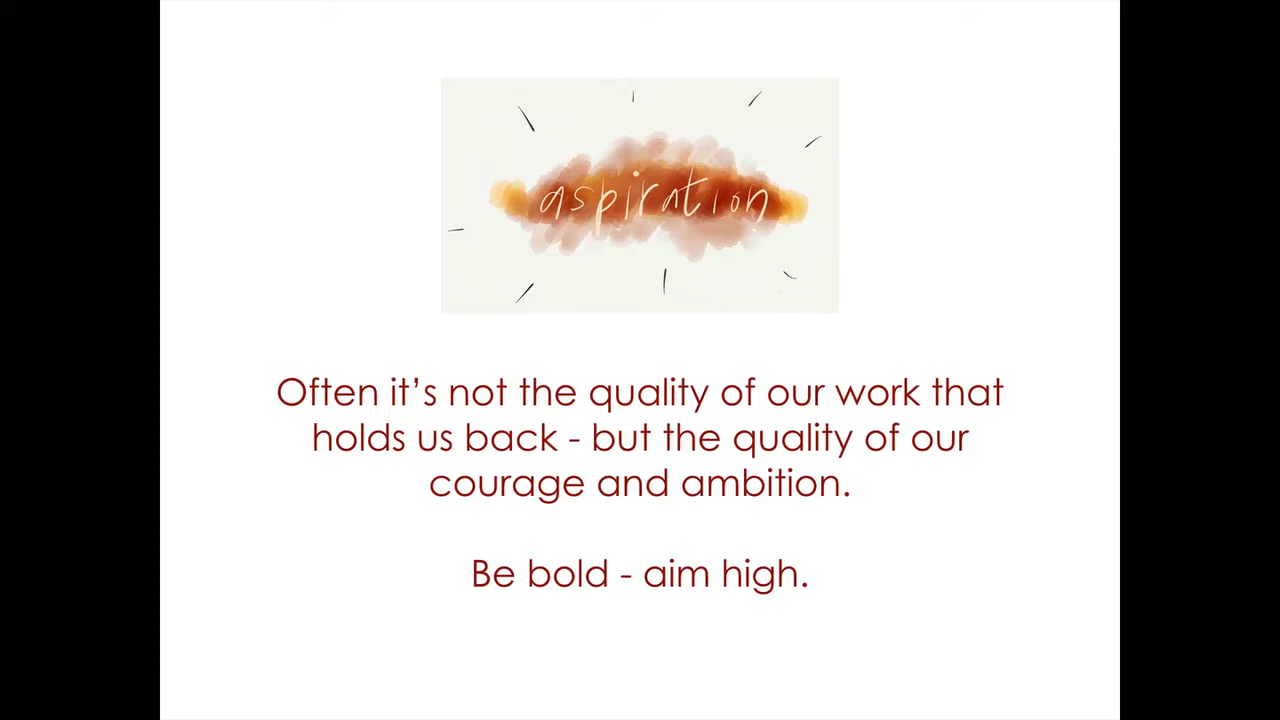 aspiration
Often it’s not the quality of our work that
holds us back - but the quality of our
courage and ambition.
Be bold - aim high.